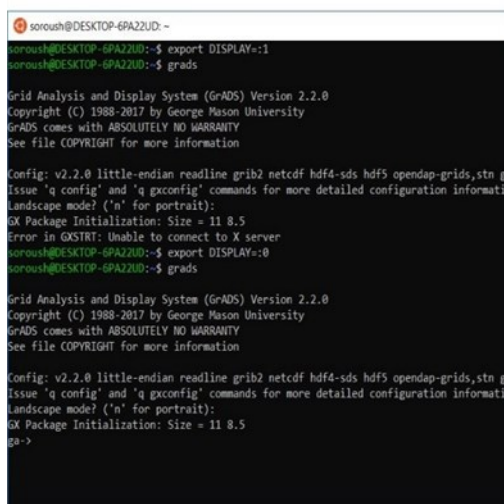 soroush@DESKTOP-6PA22UD: ~
soroush@DESKTOP-6PA22UD:~$ export DISPLAY=:1
soroush@DESKTOP-6PA22UD:~$ grads
Grid Analysis and Display System (GrADS) Version 2.2.0
Copyright (C) 1988-2017 by George Mason University
GrADS comes with ABSOLUTELY NO WARRANTY
See file COPYRIGHT for more information
Config: v2.2.0 little-endian readline grib2 netcdf hdf4-sds hdf5 opendap-grids,stn g
Issue 'q config' and 'q gxconfig' commands for more detailed configuration informati
Landscape mode? ('n' for portrait):
GX Package Initialization: Size = 11 8.5
Error in GXSTRT: Unable to connect to X server
soroush@DESKTOP-6PA22UD:~$ export DISPLAY=:0
soroush@DESKTOP-6PA22UD:~$ grads
Grid Analysis and Display System (GrADS) Version 2.2.0
Copyright (C) 1988-2017 by George Mason University
GrADS comes with ABSOLUTELY NO WARRANTY
See file COPYRIGHT for more information
Config: v2.2.0 little-endian readline grib2 netcdf hdf4-sds hdf5 opendap-grids,stn g
Issue 'q config' and 'q gxconfig' commands for more detailed configuration informati
Landscape mode? ('n' for portrait):
GX Package Initialization: Size = 11 8.5
ga->